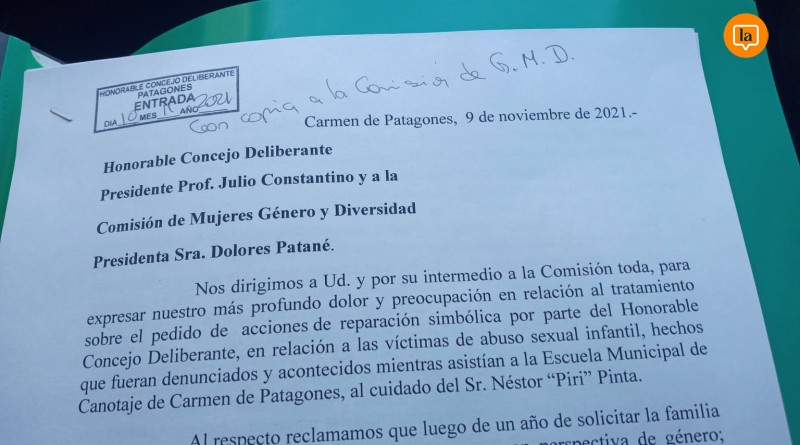 la
HONORABLE CONCEJO DELIBERANTE
PATAGONES
ENTRADA
DIA 10 MES 11 AÑO 2021
Con copia a la Comisión de G.M.D.
Carmen de Patagones, 9 de noviembre de 2021.-
Honorable Concejo Deliberante
Presidente Prof. Julio Constantino y a la
Comisión de Mujeres Género y Diversidad
Presidenta Sra. Dolores Patané.
Nos dirigimos a Ud. y por su intermedio a la Comisión toda, para
expresar nuestro más profundo dolor y preocupación en relación al tratamiento
sobre el pedido de acciones de reparación simbólica por parte del Honorable
Concejo Deliberante, en relación a las víctimas de abuso sexual infantil, hechos
que fueran denunciados y acontecidos mientras asistían a la Escuela Municipal de
Canotaje de Carmen de Patagones, al cuidado del Sr. Néstor “Piri” Pinta.
Al respecto reclamamos que luego de un año de solicitar la familia
perspectiva de género;